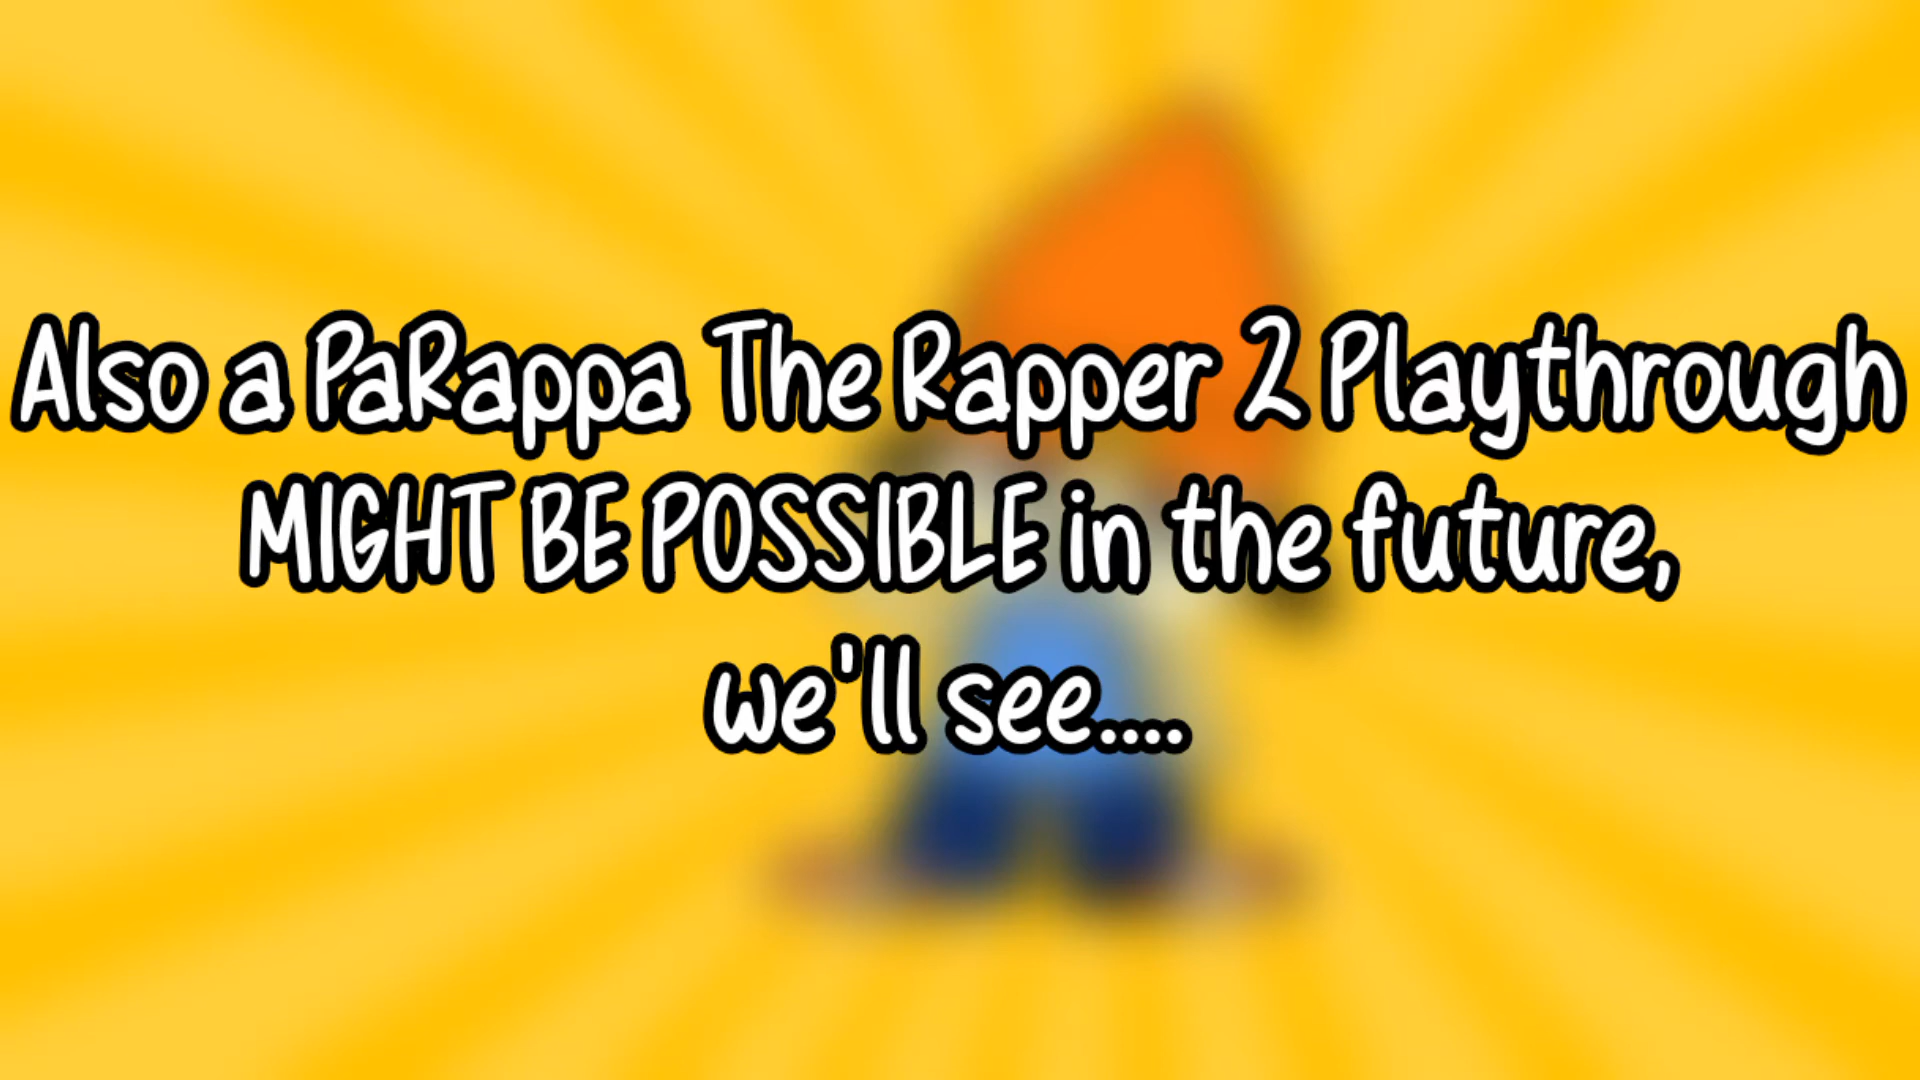 Also a PaRappa The Rapper 2 Playthrough
MIGHT BE POSSIBLE in the future,
we'll see....